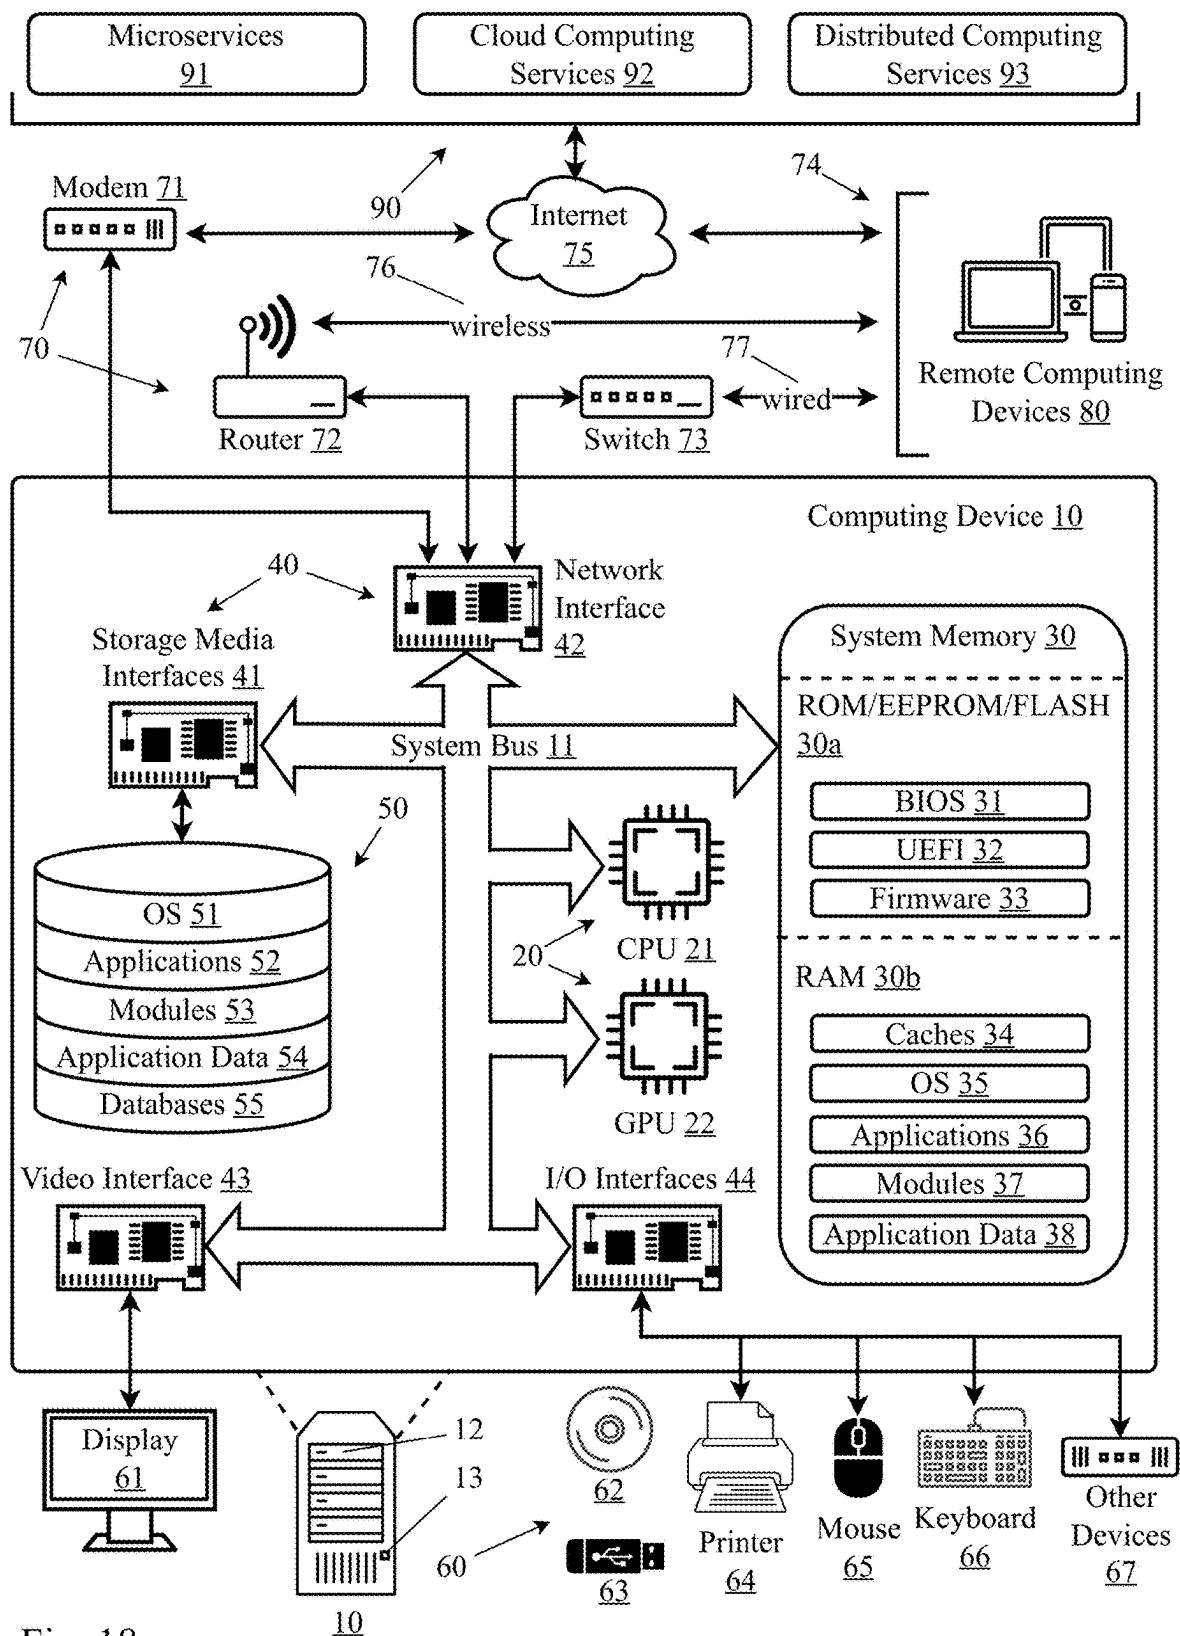 Microservices
91
Cloud Computing
Services 92
Distributed Computing
Services 93
74
Modem 71
90
Internet
75
76
wireless
70
77
wired
Remote Computing
Devices 80
Router 72
Switch 73
Computing Device 10
40
Network
Interface
42
Storage Media
Interfaces 41
System Memory 30
ROM/EEPROM/FLASH
30a
System Bus 11
BIOS 31
UEFI 32
Firmware 33
50
OS 51
Applications 52
Modules 53
Application Data 54
Databases 55
CPU 21
20
GPU 22
RAM 30b
Caches 34
OS 35
Applications 36
Modules 37
Application Data 38
Video Interface 43
I/O Interfaces 44
Display
61
12
13
10
60
62
63
Printer
64
Mouse
65
Keyboard
66
Other
Devices
67
Fig. 18